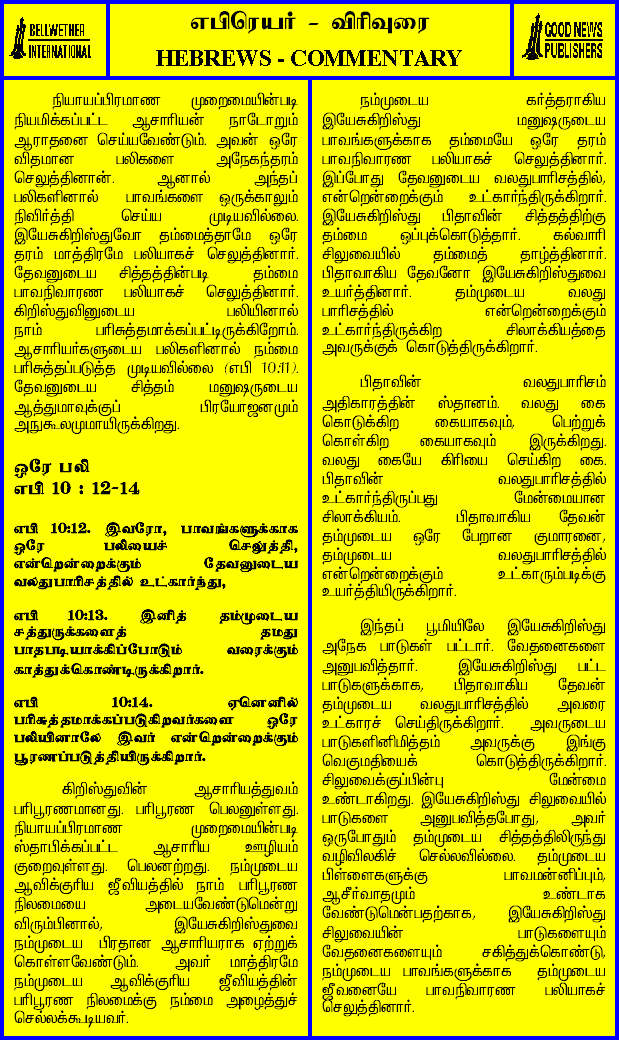 BELLWETHER
INTERNATIONAL
எபிரெயர் - விரிவுரை
HEBREWS - COMMENTARY
GOOD NEWS
PUBLISHERS
நியாயப்பிரமாண முறைமையின்படி
நியமிக்கப்பட்ட ஆசாரியன் நாடோறும்
ஆராதனை செய்யவேண்டும். அவன் ஒரே
விதமான பலிகளை அநேகந்தரம்
செலுத்தினான். ஆனால் அந்தப்
பலிகளினால் பாவங்களை ஒருக்காலும்
நிவிர்த்தி செய்ய முடியவில்லை.
இயேசுகிறிஸ்துவோ தம்மைத்தாமே ஒரே
தரம் மாத்திரமே பலியாகச் செலுத்தினார்.
தேவனுடைய சித்தத்தின்படி தம்மை
பாவநிவாரண பலியாகச் செலுத்தினார்.
கிறிஸ்துவினுடைய பலியினால்
நாம் பரிசுத்தமாக்கப்பட்டிருக்கிறோம்.
ஆசாரியர்களுடைய பலிகளினால் நம்மை
பரிசுத்தப்படுத்த முடியவில்லை (எபி 10:11).
தேவனுடைய சித்தம் மனுஷருடைய
ஆத்துமாவுக்குப் பிரயோஜனமும்
அநுகூலமுமாயிருக்கிறது.
ஒரே பலி
எபி 10 : 12-14
எபி 10:12. இவரோ, பாவங்களுக்காக
ஒரே பலியைச் செலுத்தி,
என்றென்றைக்கும் தேவனுடைய
வலதுபாரிசத்தில் உட்கார்ந்து,
எபி 10:13. இனித் தம்முடைய
சத்துருக்களைத் தமது
பாதபடியாக்கிப்போடும் வரைக்கும்
காத்துக்கொண்டிருக்கிறார்.
எபி 10:14. ஏனெனில்
பரிசுத்தமாக்கப்படுகிறவர்களை ஒரே
பலியினாலே இவர் என்றென்றைக்கும்
பூரணப்படுத்தியிருக்கிறார்.
கிறிஸ்துவின் ஆசாரியத்துவம்
பரிபூரணமானது. பரிபூரண பெலனுள்ளது.
நியாயப்பிரமாண முறைமையின்படி
ஸ்தாபிக்கப்பட்ட ஆசாரிய ஊழியம்
குறைவுள்ளது. பெலனற்றது. நம்முடைய
ஆவிக்குரிய ஜீவியத்தில் நாம் பரிபூரண
நிலைமையை அடையவேண்டுமென்று
விரும்பினால், இயேசுகிறிஸ்துவை
நம்முடைய பிரதான ஆசாரியராக ஏற்றுக்
கொள்ளவேண்டும். அவர் மாத்திரமே
நம்முடைய ஆவிக்குரிய ஜீவியத்தின்
பரிபூரண நிலமைக்கு நம்மை அழைத்துச்
செல்லக்கூடியவர்.
நம்முடைய கர்த்தராகிய
இயேசுகிறிஸ்து மனுஷருடைய
பாவங்களுக்காக தம்மையே ஒரே தரம்
பாவநிவாரண பலியாகச் செலுத்தினார்.
இப்போது தேவனுடைய வலதுபாரிசத்தில்,
என்றென்றைக்கும் உட்கார்ந்திருக்கிறார்.
இயேசுகிறிஸ்து பிதாவின் சித்தத்திற்கு
தம்மை ஒப்புக்கொடுத்தார். கல்வாரி
சிலுவையில் தம்மைத் தாழ்த்தினார்.
பிதாவாகிய தேவனோ இயேசுகிறிஸ்துவை
உயர்த்தினார். தம்முடைய வலது
பாரிசத்தில் என்றென்றைக்கும்
உட்கார்ந்திருக்கிற சிலாக்கியத்தை
அவருக்குக் கொடுத்திருக்கிறார்.
பிதாவின் வலதுபாரிசம்
அதிகாரத்தின் ஸ்தானம். வலது கை
கொடுக்கிற கையாகவும், பெற்றுக்
கொள்கிற கையாகவும் இருக்கிறது.
வலது கையே கிரியை செய்கிற கை.
பிதாவின் வலதுபாரிசத்தில்
உட்கார்ந்திருப்பது மேன்மையான
சிலாக்கியம். பிதாவாகிய தேவன்
தம்முடைய ஒரே பேறான குமாரனை,
தம்முடைய வலதுபாரிசத்தில்
என்றென்றைக்கும் உட்காரும்படிக்கு
உயர்த்தியிருக்கிறார்.
இந்தப் பூமியிலே இயேசுகிறிஸ்து
அநேக பாடுகள் பட்டார். வேதனைகளை
அனுபவித்தார். இயேசுகிறிஸ்து பட்ட
பாடுகளுக்காக, பிதாவாகிய தேவன்
தம்முடைய வலதுபாரிசத்தில் அவரை
உட்காரச் செய்திருக்கிறார். அவருடைய
பாடுகளினிமித்தம் அவருக்கு இங்கு
வெகுமதியைக் கொடுத்திருக்கிறார்.
சிலுவைக்குப்பின்பு மேன்மை
உண்டாகிறது. இயேசுகிறிஸ்து சிலுவையில்
பாடுகளை அனுபவித்தபோது, அவர்
ஒருபோதும் தம்முடைய சித்தத்திலிருந்து
வழிவிலகிச் செல்லவில்லை. தம்முடைய
பிள்ளைகளுக்கு பாவமன்னிப்பும்,
ஆசீர்வாதமும் உண்டாக
வேண்டுமென்பதற்காக, இயேசுகிறிஸ்து
சிலுவையின் பாடுகளையும்
வேதனைகளையும் சகித்துக்கொண்டு,
நம்முடைய பாவங்களுக்காக தம்முடைய
ஜீவனையே பாவநிவாரண பலியாகச்
செலுத்தினார்.